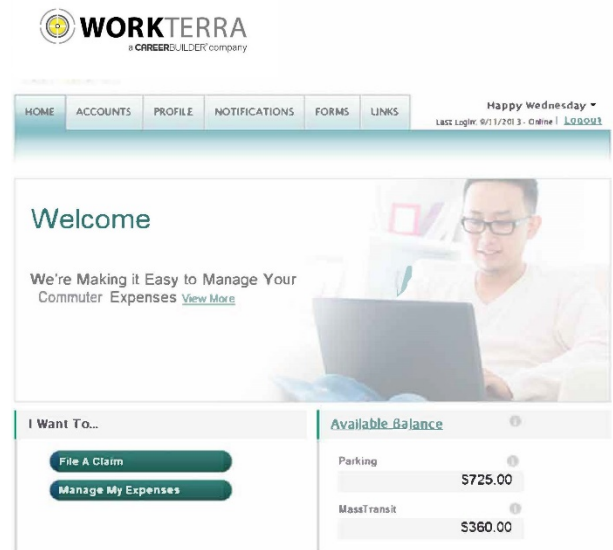 WORKTERRA
a CAREERBUILDER® company
HOME ACCOUNTS PROFILE NOTIFICATIONS FORMS LINKS
Happy Wednesday
Last Login: 9/11/2013 - Online | Logout
Welcome
We're Making it Easy to Manage Your
Commuter Expenses View More
I Want To...
Available Balance
File A Claim
Manage My Expenses
Parking
$725.00
MassTransit
$360.00